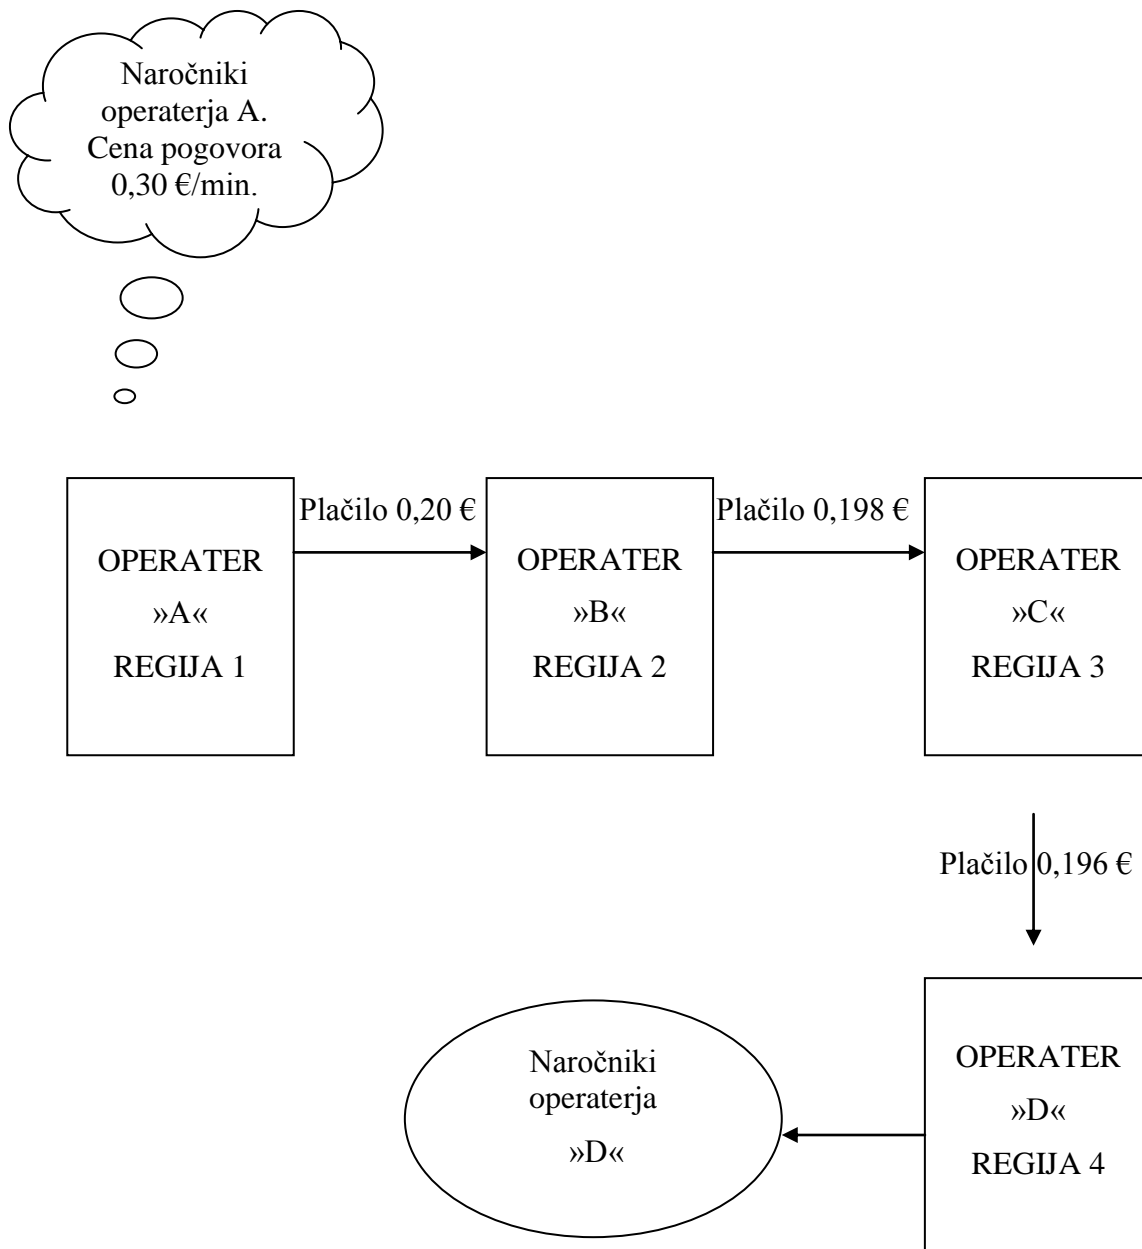 Naročniki
operaterja A.
Cena pogovora
0,30 €/min.
Plačilo 0,20 €
Plačilo 0,198 €
OPERATER
»A«
REGIJA 1
OPERATER
»B«
REGIJA 2
OPERATER
»C«
REGIJA 3
Plačilo 0,196 €
Naročniki
operaterja
»D«
OPERATER
»D«
REGIJA 4